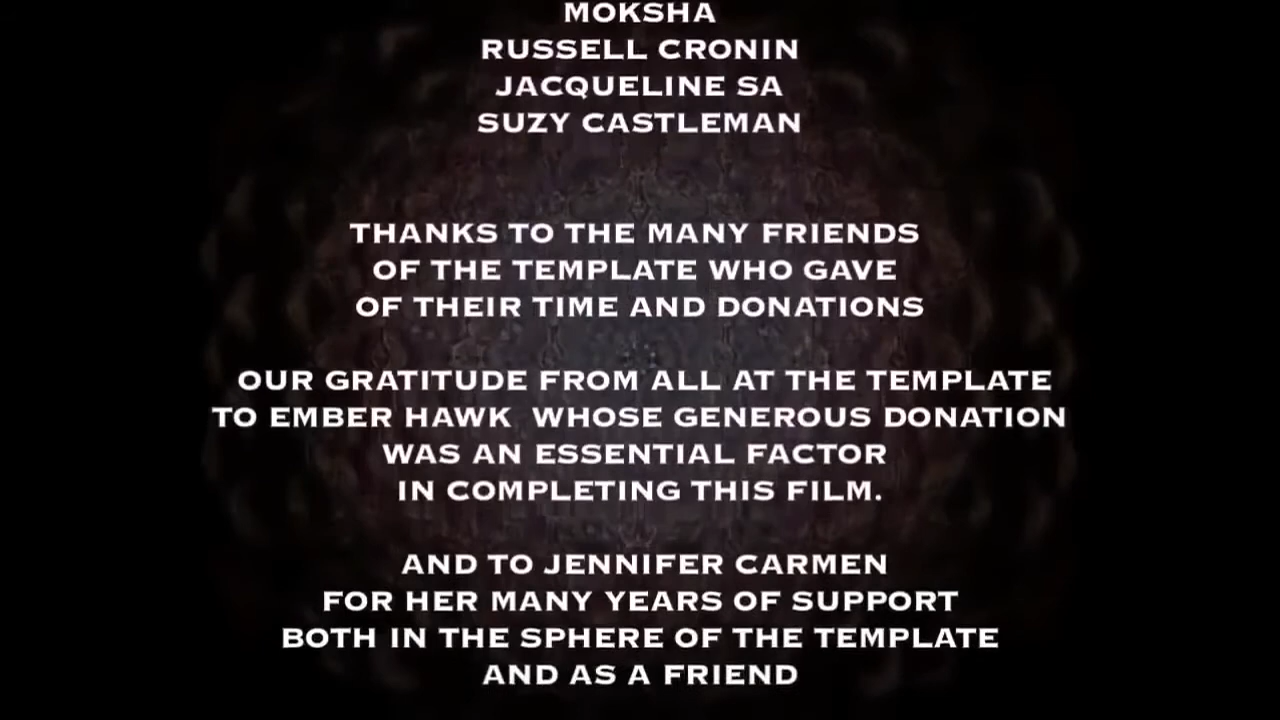 MOKSHA
RUSSELL CRONIN
JACQUELINE SA
SUZY CASTLEMAN
THANKS TO THE MANY FRIENDS
OF THE TEMPLATE WHO GAVE
OF THEIR TIME AND DONATIONS
OUR GRATITUDE FROM ALL AT THE TEMPLATE
TO EMBER HAWK WHOSE GENEROUS DONATION
WAS AN ESSENTIAL FACTOR
IN COMPLETING THIS FILM.
AND TO JENNIFER CARMEN
FOR HER MANY YEARS OF SUPPORT
BOTH IN THE SPHERE OF THE TEMPLATE
AND AS A FRIEND